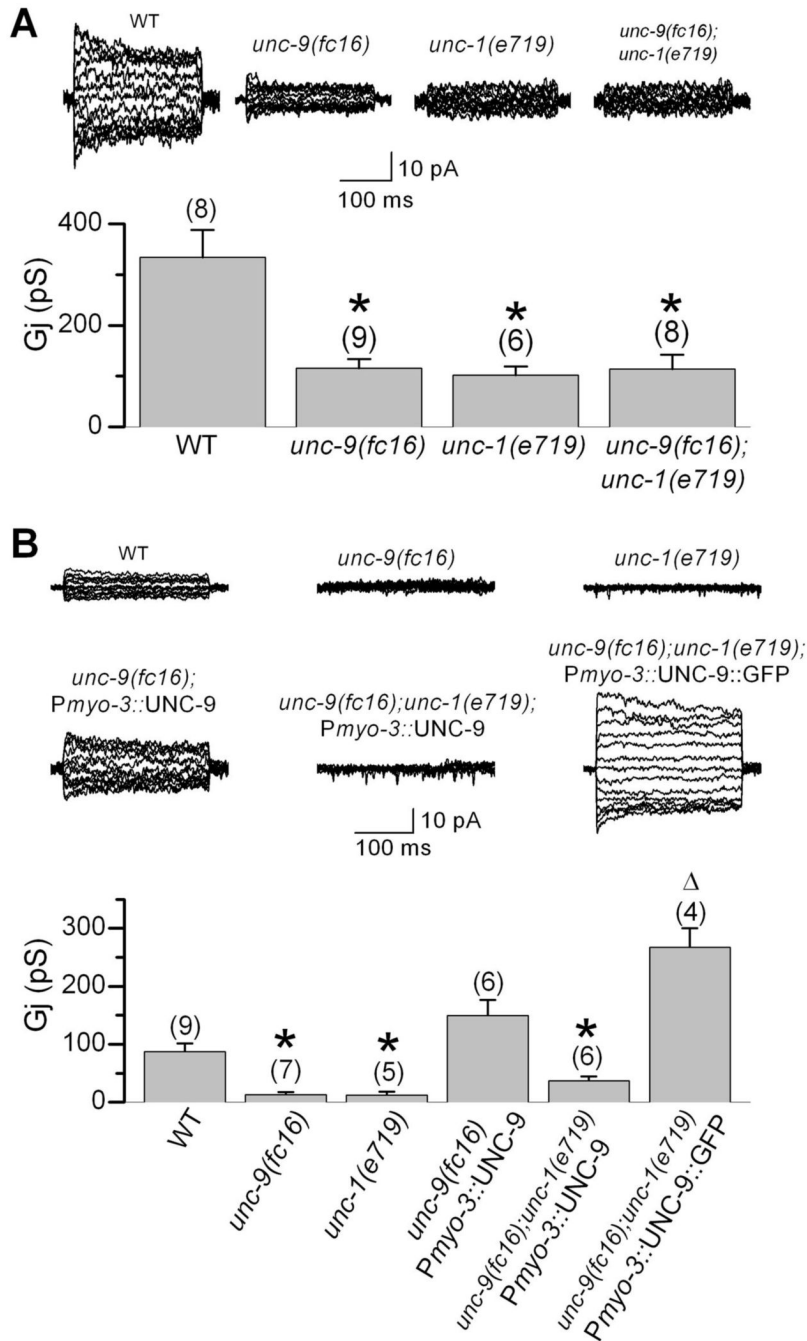 A
WT
unc-9(fc16)
unc-1(e719)
unc-9(fc16);
unc-1(e719)
10 pA
100 ms
Gj (pS)
400
200
0
(8)
*
(9)
*
(6)
*
(8)
WT
unc-9(fc16)
unc-1(e719)
unc-9(fc16);
unc-1(e719)
B
WT
unc-9(fc16)
unc-1(e719)
unc-9(fc16);
Pmyo-3::UNC-9
unc-9(fc16);unc-1(e719);
Pmyo-3::UNC-9
unc-9(fc16);unc-1(e719);
Pmyo-3::UNC-9::GFP
10 pA
100 ms
Gj (pS)
300
200
100
0
(9)
*
(7)
*
(5)
(6)
*
(6)
Δ
(4)
WT
unc-9(fc16)
unc-1(e719)
unc-9(fc16)
Pmyo-3::UNC-9
unc-9(fc16);unc-1(e719)
Pmyo-3::UNC-9
unc-9(fc16);unc-1(e719)
Pmyo-3::UNC-9::GFP